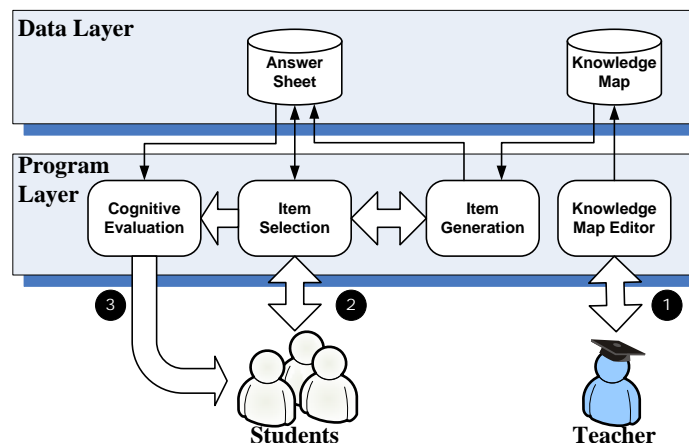 Data Layer
Answer
Sheet
Knowledge
Map
Program
Layer
Cognitive
Evaluation
Item
Selection
Item
Generation
Knowledge
Map Editor
3
2
1
Students
Teacher